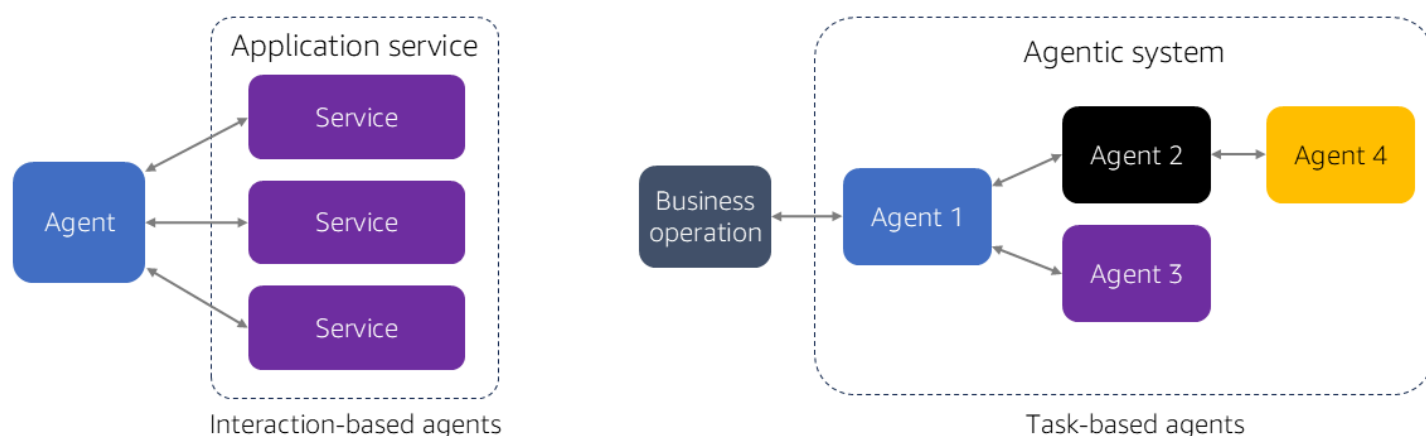 Application service
Service
Agent
Service
Service
Interaction-based agents
Agentic system
Agent 2
Agent 4
Business
operation
Agent 1
Agent 3
Task-based agents